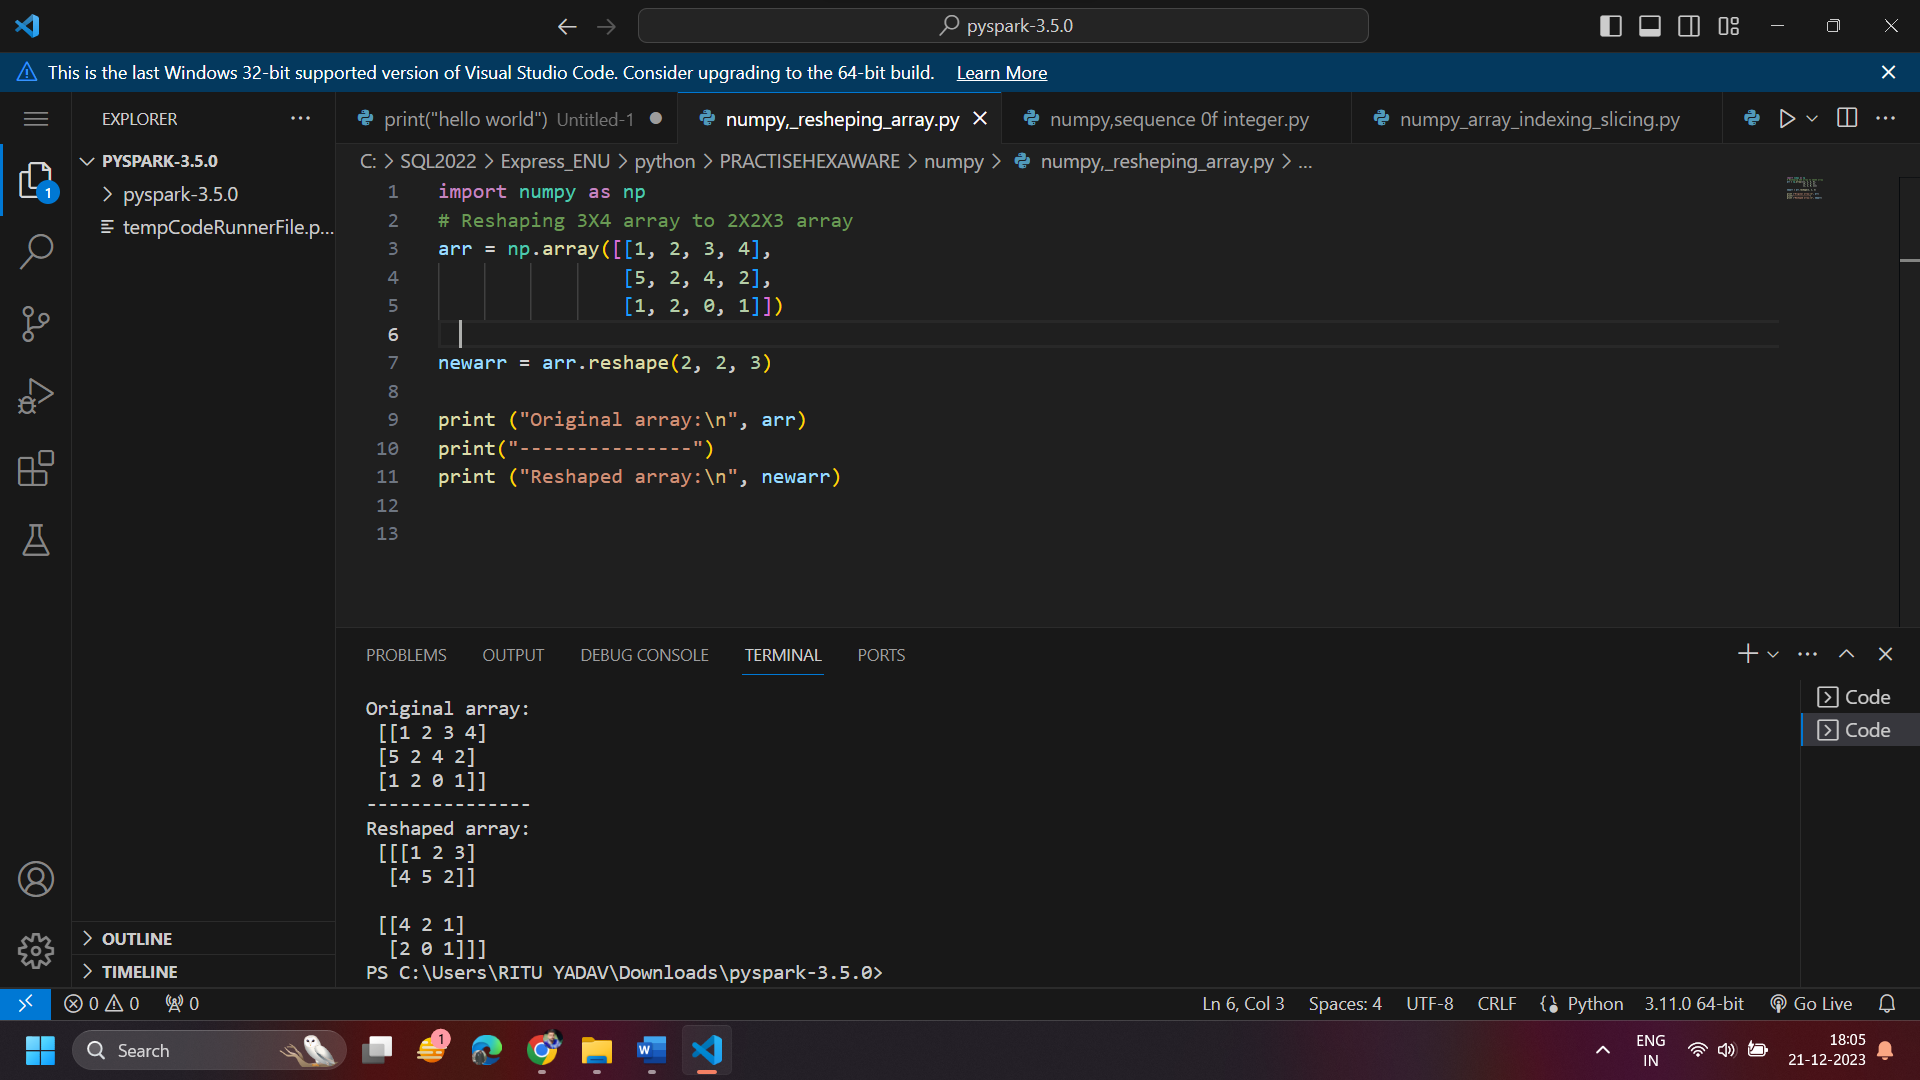 pyspark-3.5.0
This is the last Windows 32-bit supported version of Visual Studio Code. Consider upgrading to the 64-bit build. Learn More
EXPLORER
print("hello world") Untitled-1
numpy,_resheping_array.py
numpy,sequence 0f integer.py
numpy_array_indexing_slicing.py
PYSPARK-3.5.0
pyspark-3.5.0
tempCodeRunnerFile.p...
1
C: > SQL2022 > Express_ENU > python > PRACTISEHEXAWARE > numpy > numpy,_resheping_array.py > ...
1 import numpy as np
2 # Reshaping 3X4 array to 2X2X3 array
3 arr = np.array([[1, 2, 3, 4],
4 [5, 2, 4, 2],
5 [1, 2, 0, 1]])
6
7 newarr = arr.reshape(2, 2, 3)
8
9 print ("Original array:\n", arr)
10 print("---------------")
11 print ("Reshaped array:\n", newarr)
12
13
PROBLEMS OUTPUT DEBUG CONSOLE TERMINAL PORTS
Original array:
[[1 2 3 4]
[5 2 4 2]
[1 2 0 1]]
---------------
Reshaped array:
[[[1 2 3]
[4 5 2]]
[[4 2 1]
[2 0 1]]]
PS C:\Users\RITU YADAV\Downloads\pyspark-3.5.0>
Code
Code
OUTLINE
TIMELINE
0 0 0
Ln 6, Col 3 Spaces: 4 UTF-8 CRLF Python 3.11.0 64-bit Go Live
Search
1
ENG
IN
18:05
21-12-2023